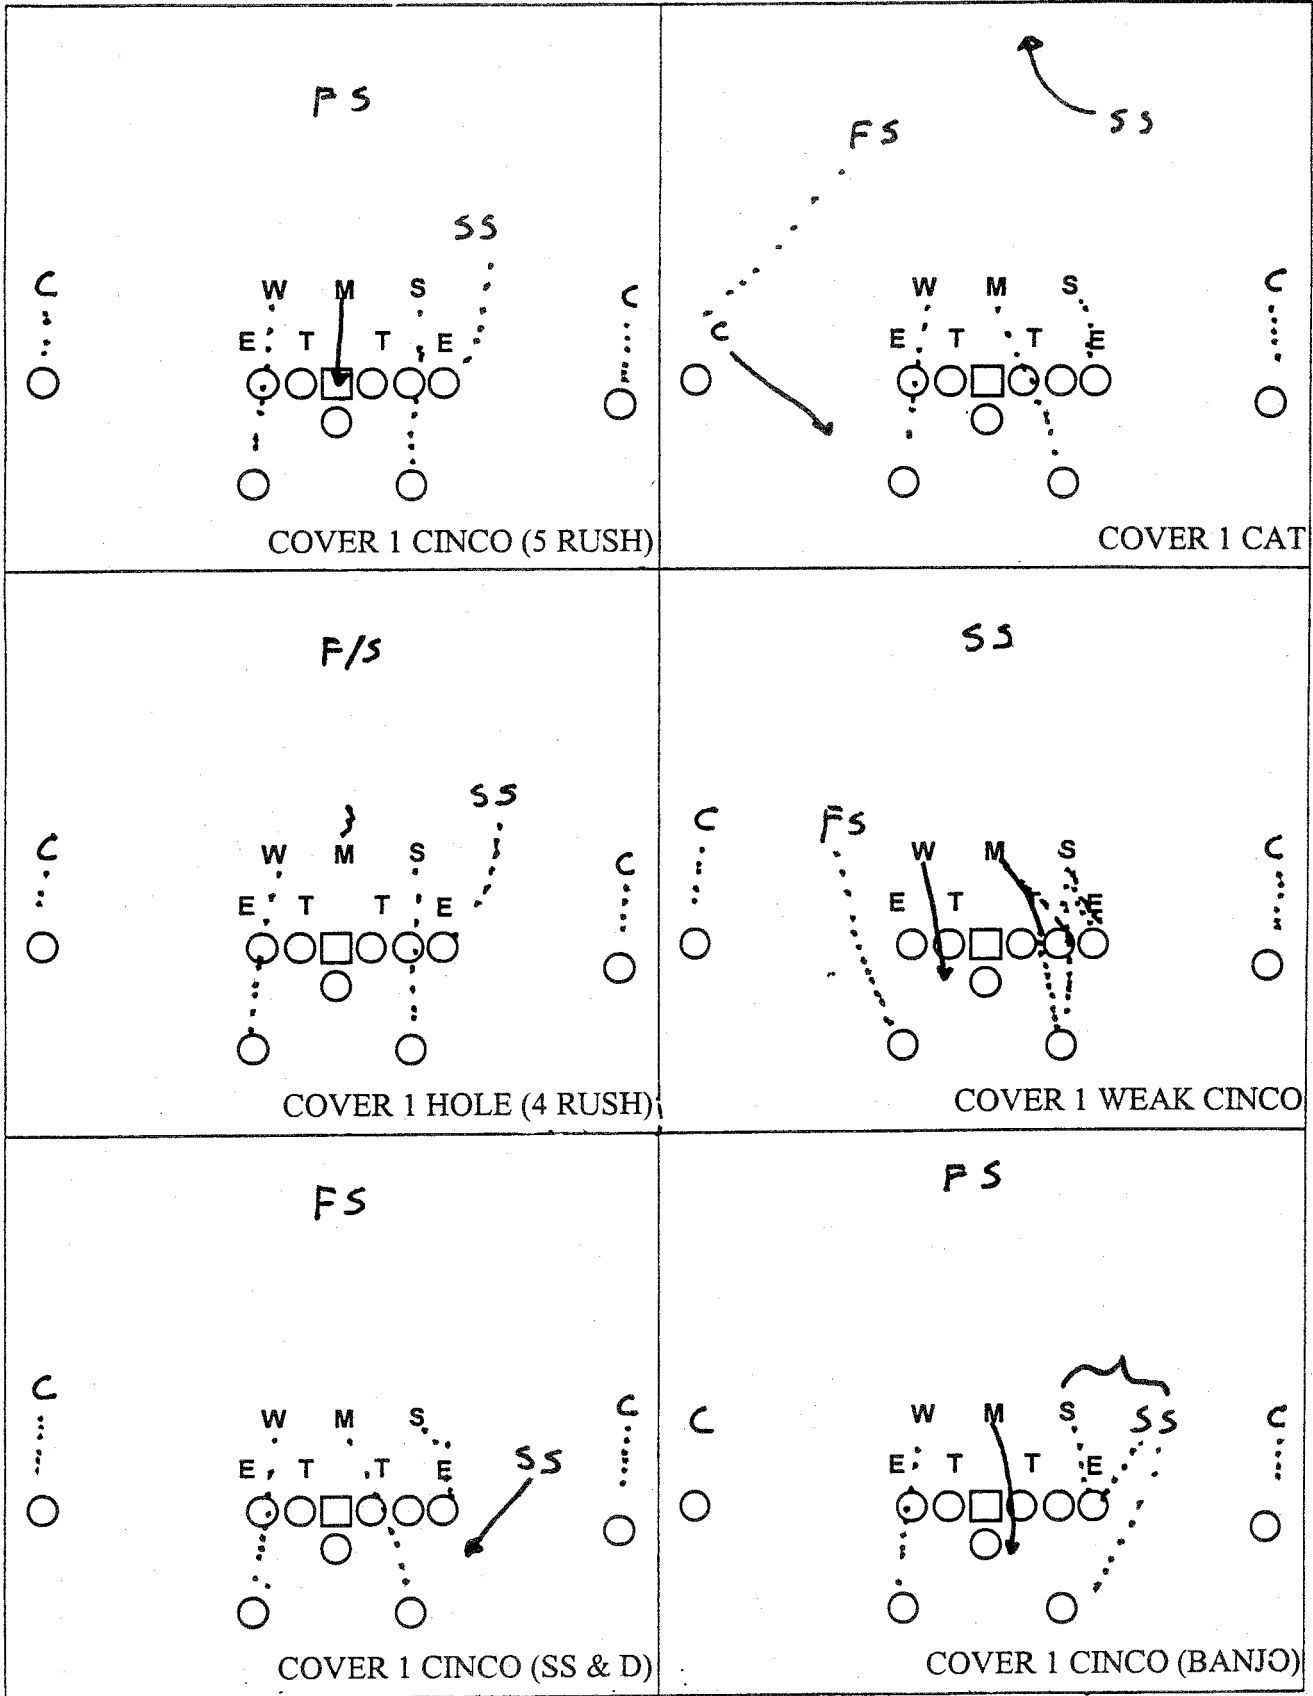 FS
SS
C W M S C
E T T E
COVER 1 CINCO (5 RUSH)
SS
FS
W M S C
C E T T E
COVER 1 CAT
F/S
SS
C W M S C
E T T E
COVER 1 HOLE (4 RUSH)
SS
C FS W M S C
E T T E
COVER 1 WEAK CINCO
FS
C W M S C
E T T E SS
COVER 1 CINCO (SS & D)
FS
C W M S SS C
E T T E
COVER 1 CINCO (BANJO)